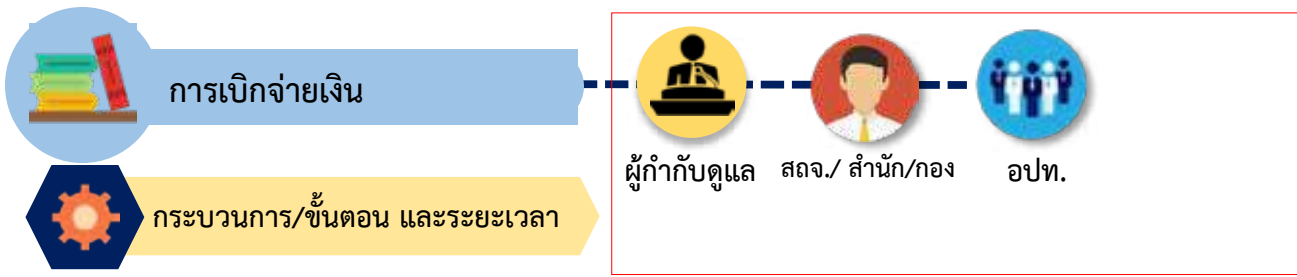 การเบิกจ่ายเงิน
ผู้กำกับดูแล
สถจ./ สำนัก/กอง
อปท.
กระบวนการ/ขั้นตอน และระยะเวลา